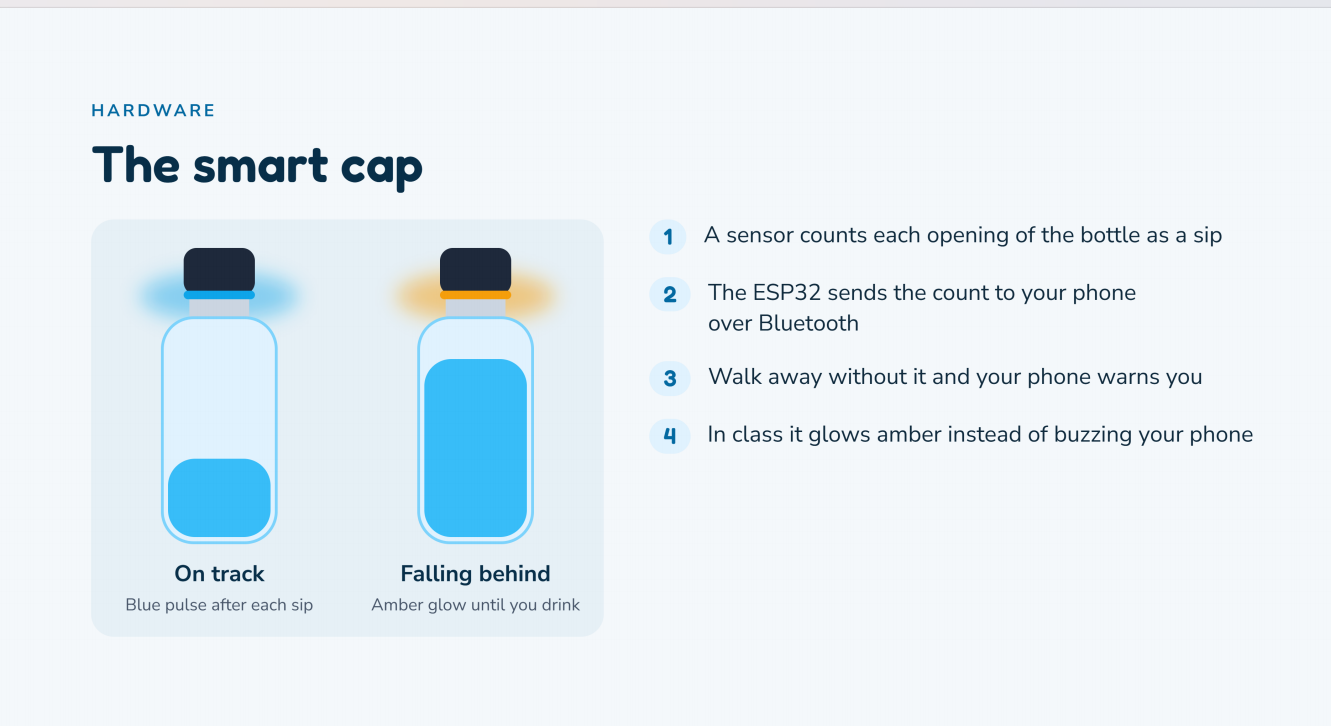 HARDWARE
The smart cap
On track
Blue pulse after each sip
Falling behind
Amber glow until you drink
1 A sensor counts each opening of the bottle as a sip
2 The ESP32 sends the count to your phone
over Bluetooth
3 Walk away without it and your phone warns you
4 In class it glows amber instead of buzzing your phone